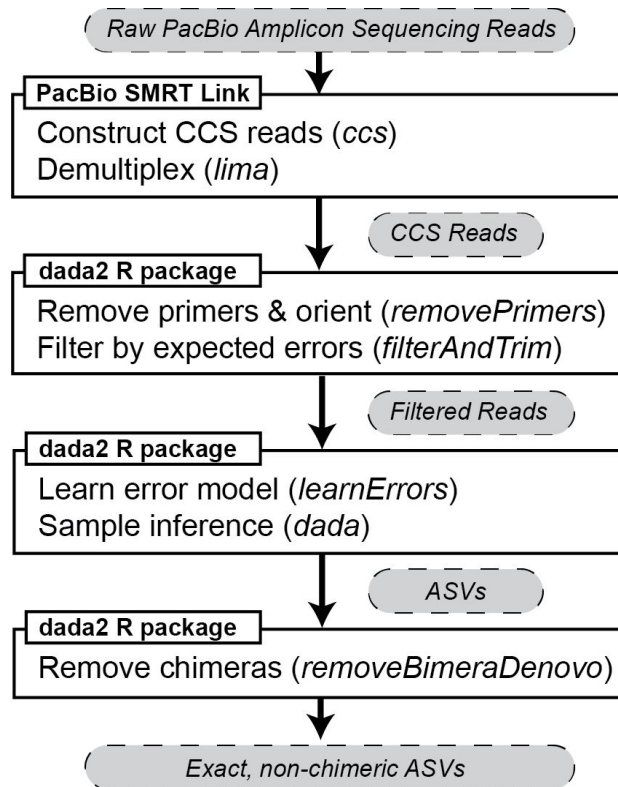 Raw PacBio Amplicon Sequencing Reads
PacBio SMRT Link
Construct CCS reads (ccs)
Demultiplex (lima)
CCS Reads
dada2 R package
Remove primers & orient (removePrimers)
Filter by expected errors (filterAndTrim)
Filtered Reads
dada2 R package
Learn error model (learnErrors)
Sample inference (dada)
ASVs
dada2 R package
Remove chimeras (removeBimeraDenovo)
Exact, non-chimeric ASVs